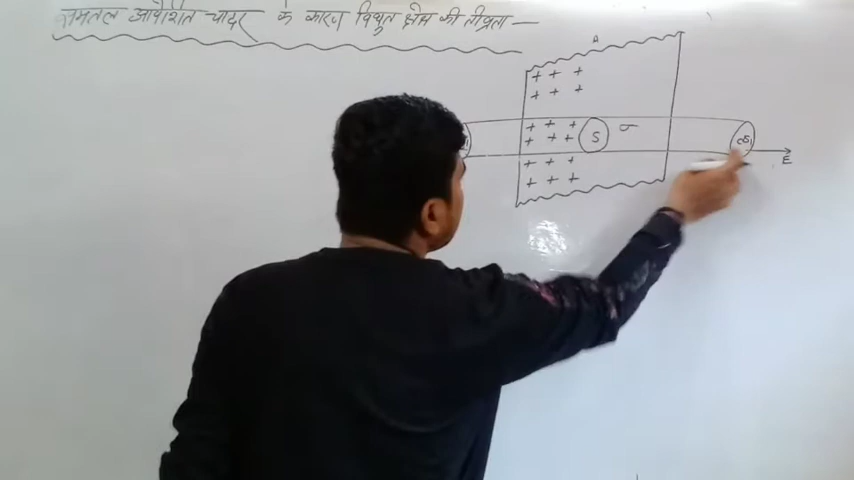 समतल आवेशित चादर के कारण विद्युत क्षेत्र की तीव्रता —
A
+ + +
+ + +
+ + +
+ + +
+ + +
+ + +
S
σ
E